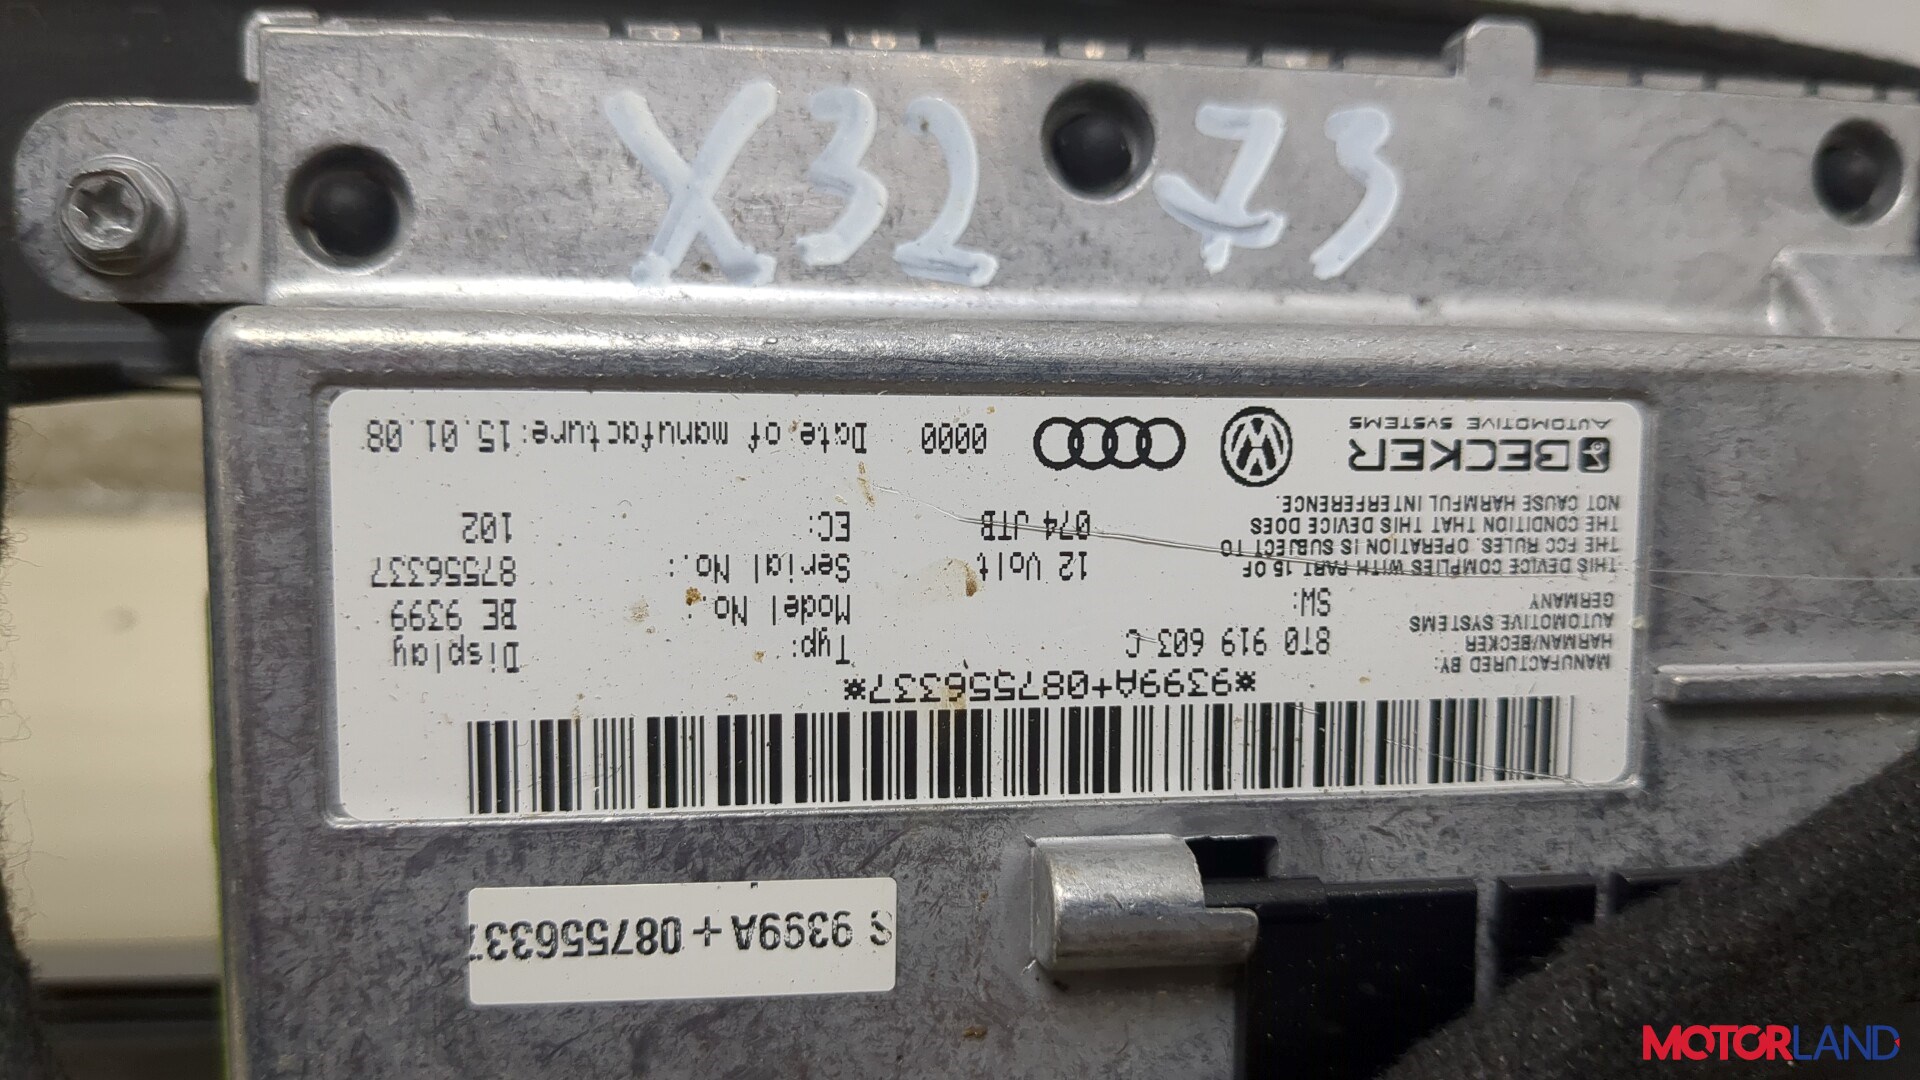 X32 73
BECKER
AUTOMOTIVE SYSTEMS
0000
Date of manufacture: 15.01.08
THIS DEVICE COMPLIES WITH PART 15 OF
THE FCC RULES. OPERATION IS SUBJECT TO
THE CONDITION THAT THIS DEVICE DOES
NOT CAUSE HARMFUL INTERFERENCE.
MANUFACTURED BY:
HARMAN/BECKER
AUTOMOTIVE SYSTEMS
GERMANY
*9399A+087556337*
8T0 919 603 C
Typ: Display
SW:
Model No.: BE 9399
12 Volt
Serial No.: 87556337
074 JTB
EC: 102
S 9399A + 087556337
MOTORLAND